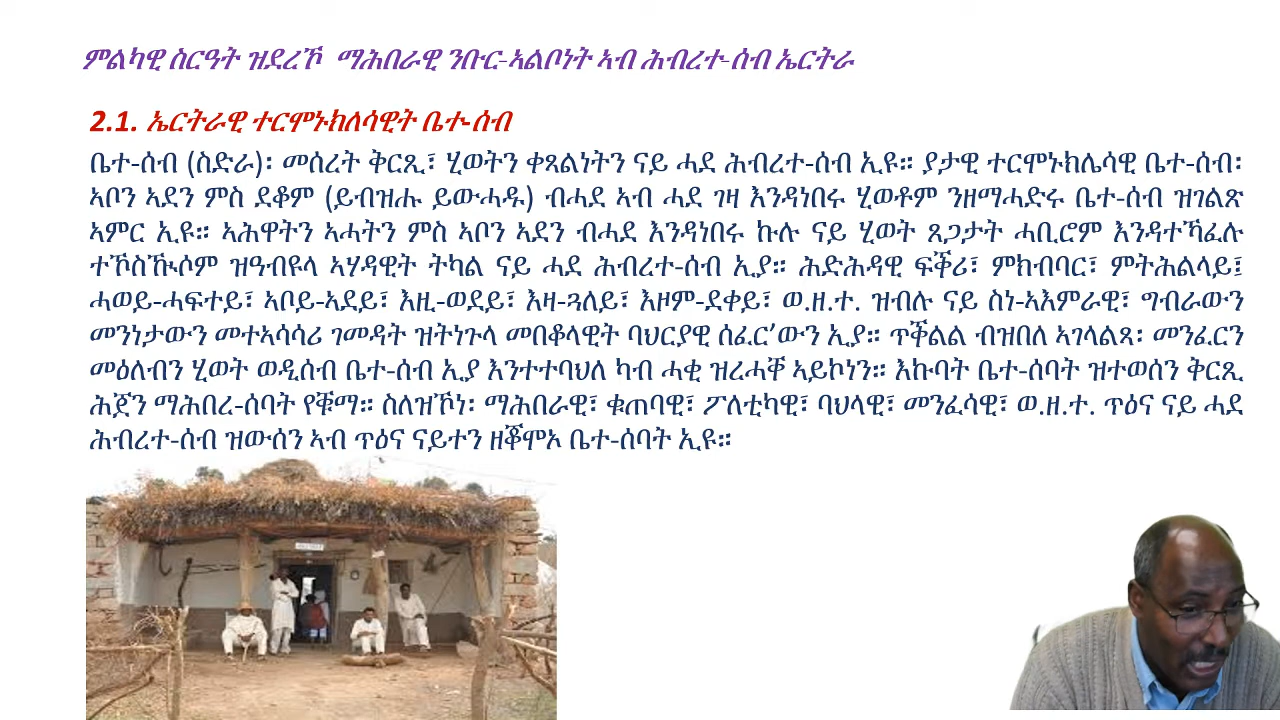 ምልካዊ ስርዓት ዝደረኾ ማሕበራዊ ንቡር-ኣልቦነት ኣብ ሕብረተ-ሰብ ኤርትራ
2.1. ኤርትራዊ ተርሞኑክለሳዊት ቤተ-ሰብ
ቤተ-ሰብ (ስድራ)፡ መሰረት ቅርጺ፣ ሂወትን ቀጻልነትን ናይ ሓደ ሕብረተ-ሰብ ኢዩ። ያታዊ ተርሞኑክሌሳዊ ቤተ-ሰብ፡
ኣቦን ኣደን ምስ ደቆም (ይብዝሑ ይውሓዱ) ብሓደ ኣብ ሓደ ገዛ እንዳነበሩ ሂወቶም ንዘማሓድሩ ቤተ-ሰብ ዝገልጽ
ኣምር ኢዩ። ኣሕዋትን ኣሓትን ምስ ኣቦን ኣደን ብሓደ እንዳነበሩ ኩሉ ናይ ሂወት ጸጋታት ሓቢሮም እንዳተኻፈሉ
ተኾስኲሶም ዝዓብዩላ ኣሃዳዊት ትካል ናይ ሓደ ሕብረተ-ሰብ ኢያ። ሕድሕዳዊ ፍቕሪ፣ ምክብባር፣ ምትሕልላይ፤
ሓወይ-ሓፍተይ፣ ኣቦይ-ኣደይ፣ እዚ-ወደይ፣ እዛ-ጓለይ፣ እዞም-ደቀይ፣ ወ.ዘ.ተ. ዝብሉ ናይ ስነ-ኣእምራዊ፣ ግብራውን
መንነታውን መተኣሳሳሪ ገመዳት ዝትነጉላ መበቆላዊት ባህርያዊ ሰፈር’ውን ኢያ። ጥቕልል ብዝበለ ኣገላልጻ፡ መንፈርን
መዕለብን ሂወት ወዲሰብ ቤተ-ሰብ ኢያ እንተተባህለ ካብ ሓቂ ዝረሓቐ ኣይኮነን። እኩባት ቤተ-ሰባት ዝተወሰን ቅርጺ
ሕጀን ማሕበረ-ሰባት የቑማ። ስለዝኾነ፡ ማሕበራዊ፣ ቁጠባዊ፣ ፖለቲካዊ፣ ባህላዊ፣ መንፈሳዊ፣ ወ.ዘ.ተ. ጥዕና ናይ ሓደ
ሕብረተ-ሰብ ዝውሰን ኣብ ጥዕና ናይተን ዘቖሞኦ ቤተ-ሰባት ኢዩ።